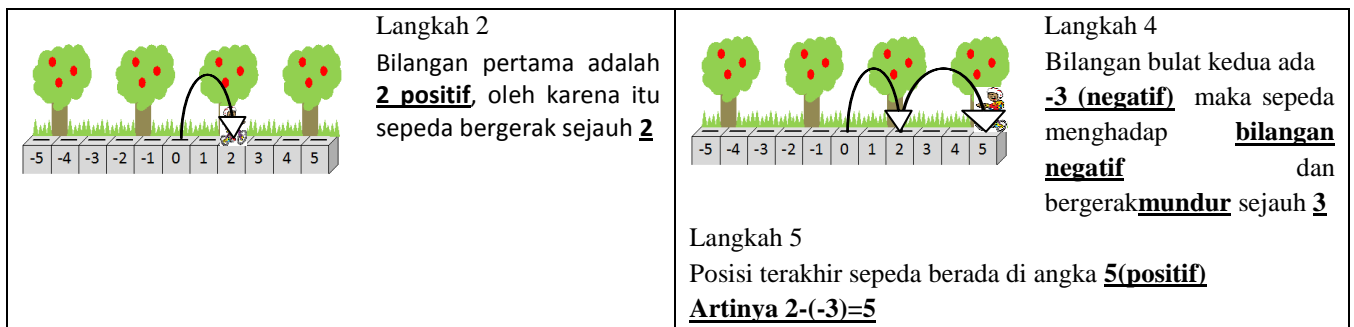 Langkah 2
Bilangan pertama adalah
2 positif, oleh karena itu
sepeda bergerak sejauh 2
-5 -4 -3 -2 -1 0 1 2 3 4 5
Langkah 4
Bilangan bulat kedua ada
-3 (negatif) maka sepeda
menghadap bilangan
negatif dan
bergerakmundur sejauh 3
-5 -4 -3 -2 -1 0 1 2 3 4 5
Langkah 5
Posisi terakhir sepeda berada di angka 5(positif)
Artinya 2-(-3)=5